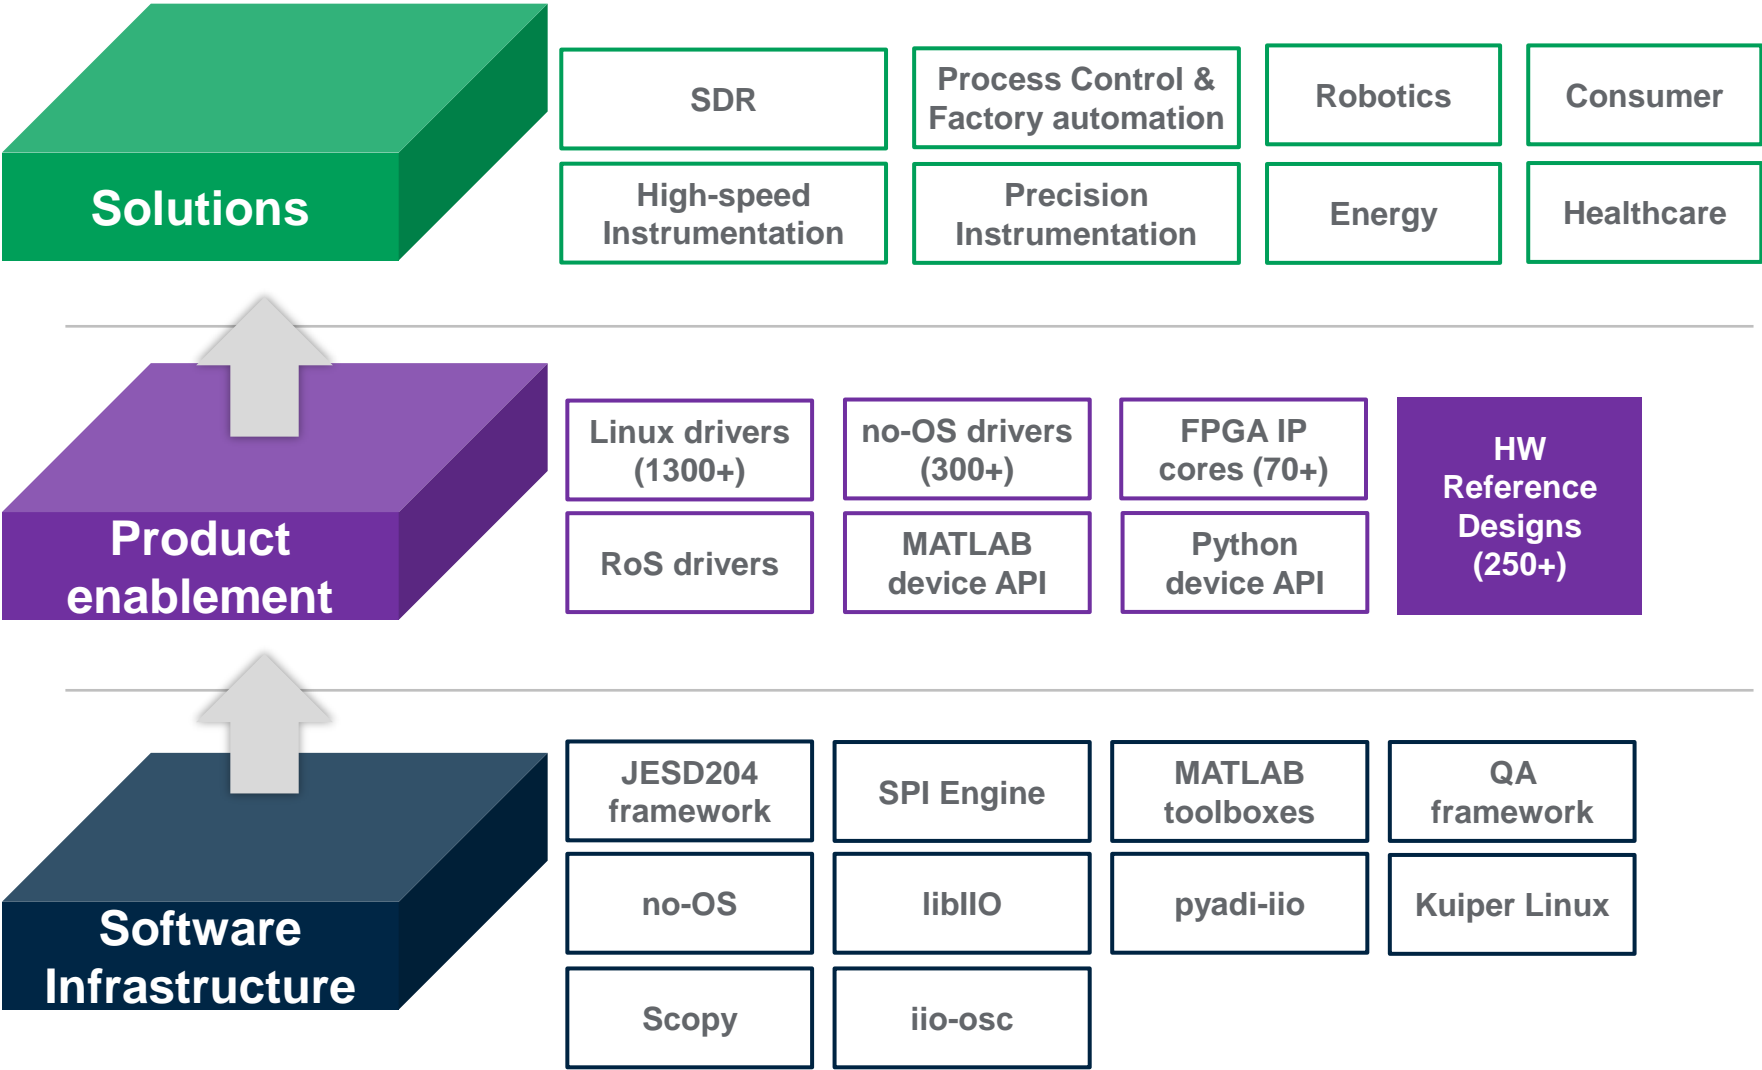 Solutions
SDR
Process Control &
Factory automation
Robotics
Consumer
High-speed
Instrumentation
Precision
Instrumentation
Energy
Healthcare
Product
enablement
Linux drivers
(1300+)
no-OS drivers
(300+)
FPGA IP
cores (70+)
HW
Reference
Designs
(250+)
RoS drivers
MATLAB
device API
Python
device API
Software
Infrastructure
JESD204
framework
SPI Engine
MATLAB
toolboxes
QA
framework
no-OS
libIIO
pyadi-iio
Kuiper Linux
Scopy
iio-osc